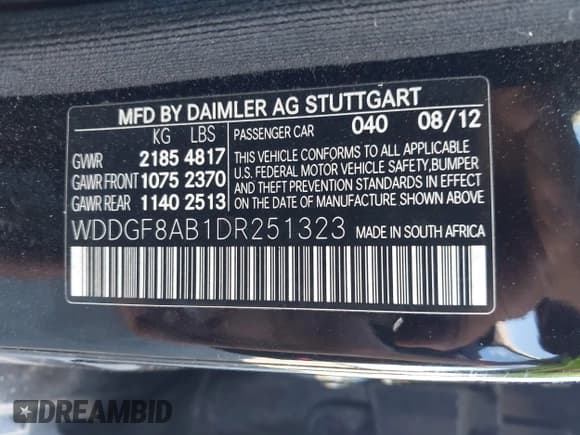 MFD BY DAIMLER AG STUTTGART
KG LBS PASSENGER CAR 040 08/12
GVWR 2185 4817
GAWR FRONT 1075 2370
GAWR REAR 1140 2513
THIS VEHICLE CONFORMS TO ALL APPLICABLE
U.S. FEDERAL MOTOR VEHICLE SAFETY,BUMPER
AND THEFT PREVENTION STANDARDS IN EFFECT
ON THE DATE OF MANUFACTURE SHOWN ABOVE.
WDDGF8AB1DR251323 MADE IN SOUTH AFRICA
DREAMBID